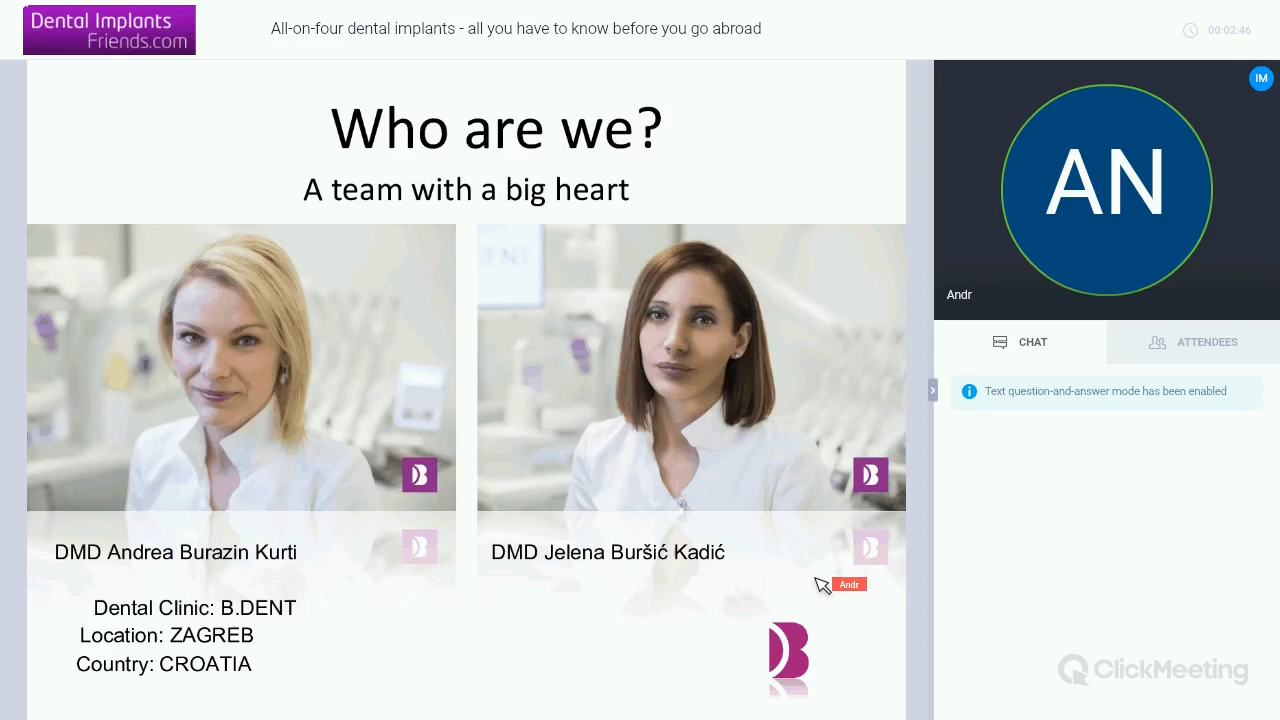 Dental Implants
Friends.com
All-on-four dental implants - all you have to know before you go abroad
00:02:46
Who are we?
A team with a big heart
IM
AN
Andr
CHAT
ATTENDEES
Text question-and-answer mode has been enabled
DENT
B
B
DMD Andrea Burazin Kurti
DMD Jelena Buršić Kadić
Andr
Dental Clinic: B.DENT
Location: ZAGREB
Country: CROATIA
B
ClickMeeting